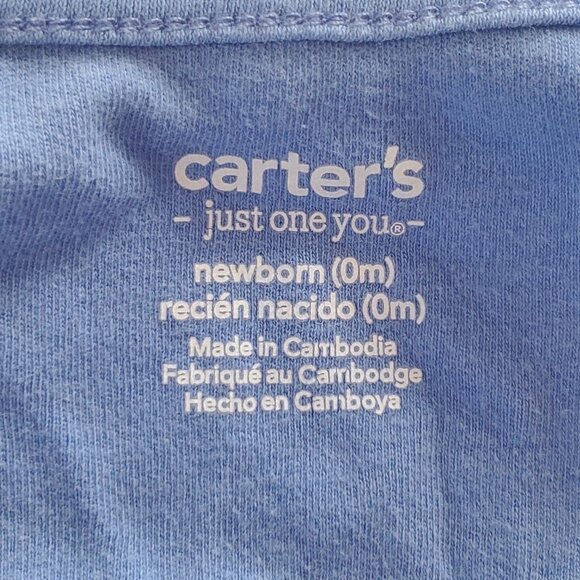 carter's
- just one you® -
newborn (0m)
recién nacido (0m)
Made in Cambodia
Fabriqué au Cambodge
Hecho en Camboya